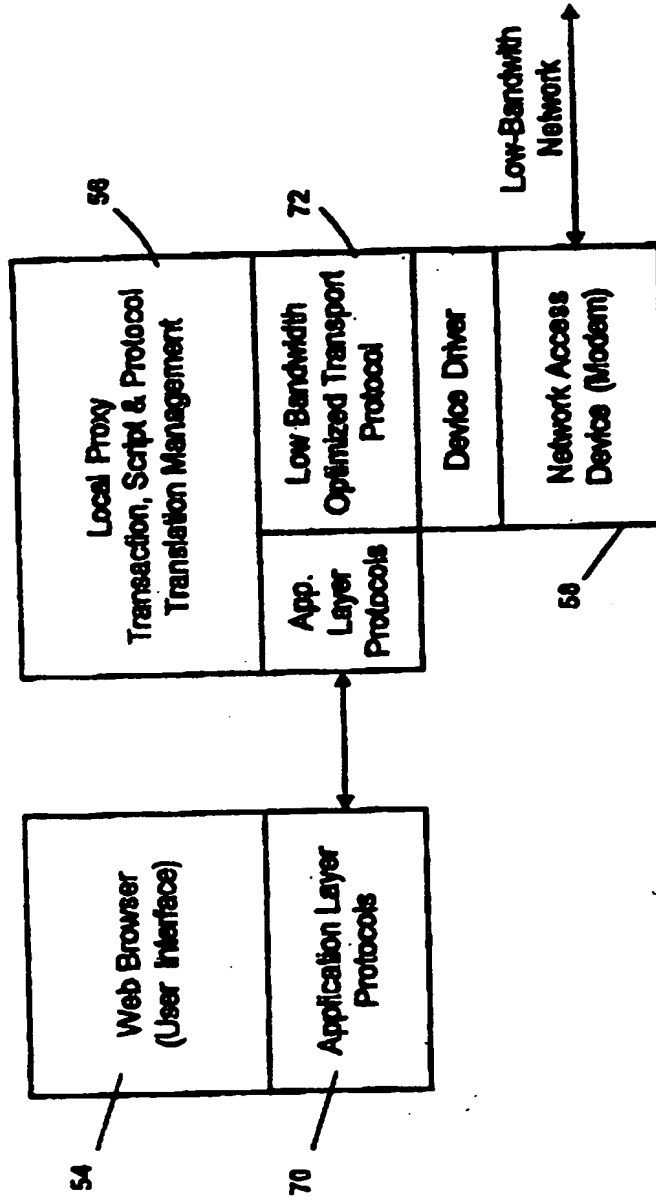 54
Web Browser
(User Interface)
70
Application Layer
Protocols
56
Local Proxy
Transaction, Script & Protocol
Translation Management
72
App.
Layer
Protocols
Low Bandwidth
Optimized Transport
Protocol
Device Driver
58
Network Access
Device (Modem)
Low-Bandwith
Network